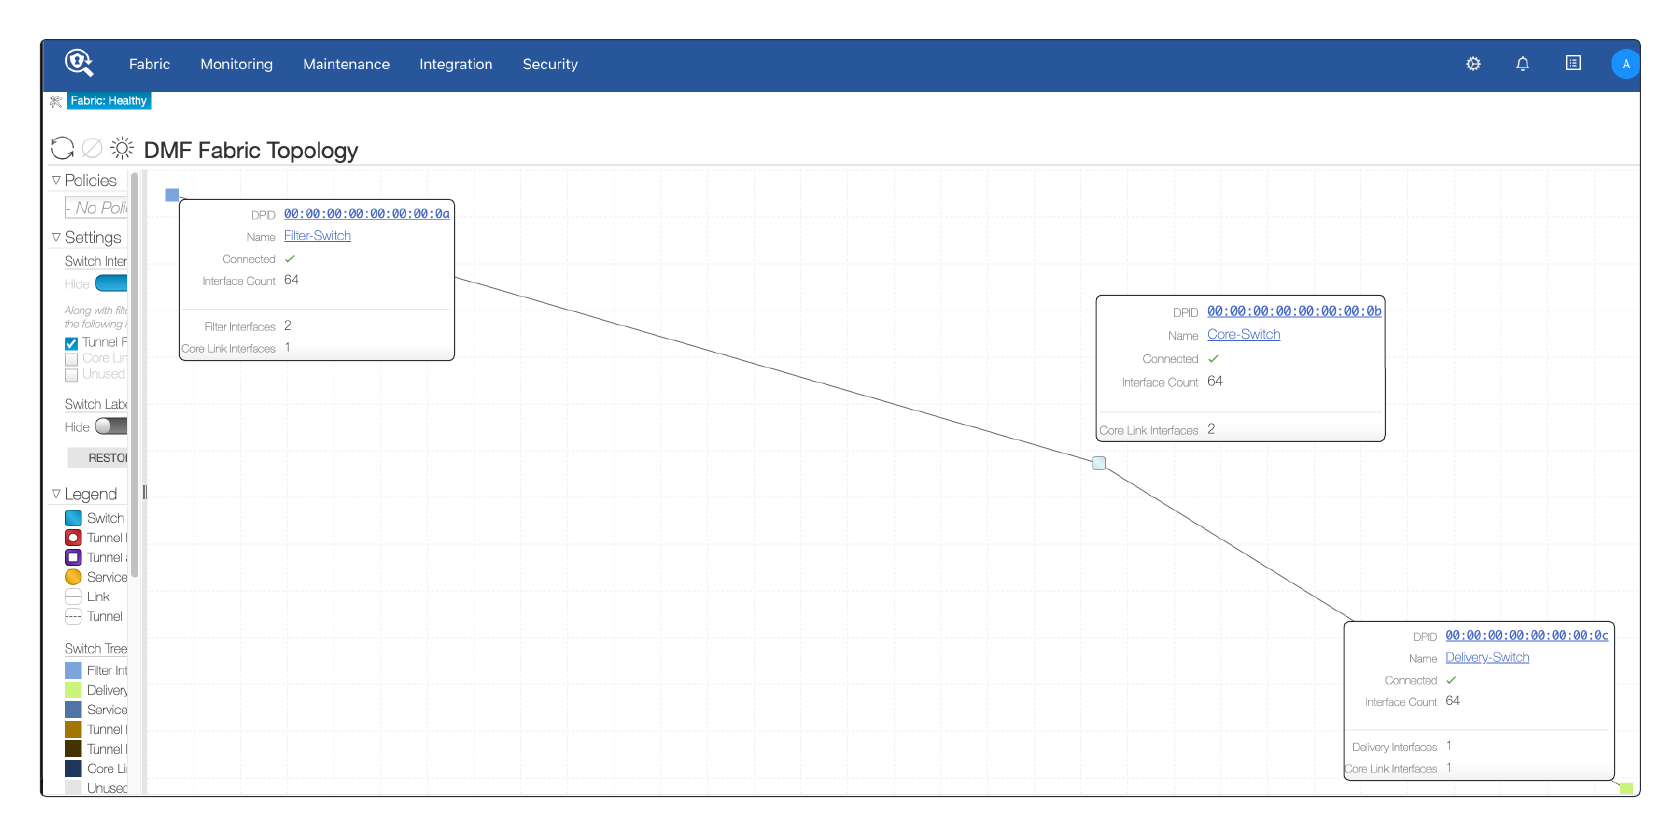 Fabric Monitoring Maintenance Integration Security A
Fabric: Healthy
DMF Fabric Topology
Policies
- No Poli
Settings
Switch Inter
Hide
Along with filt
the following i
Tunnel
Core Lin
Unused
Switch Labe
Hide
RESTO
Legend
Switch
Tunnel
Tunnel
Service
Link
Tunnel
Switch Tree
Filter Int
Delivery
Service
Tunnel
Tunnel
Core Li
Unused
DPID 00:00:00:00:00:00:00:0a
Name Filter-Switch
Connected ✓
Interface Count 64
Filter Interfaces 2
Core Link Interfaces 1
DPID 00:00:00:00:00:00:00:0b
Name Core-Switch
Connected ✓
Interface Count 64
Core Link Interfaces 2
DPID 00:00:00:00:00:00:00:0c
Name Delivery-Switch
Connected ✓
Interface Count 64
Delivery Interfaces 1
Core Link Interfaces 1